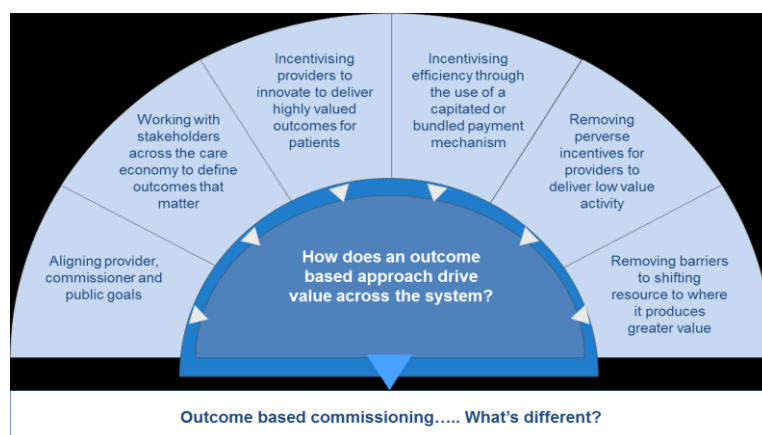 Aligning provider,
commissioner and
public goals
Working with
stakeholders
across the care
economy to define
outcomes that
matter
Incentivising
providers to
innovate to deliver
highly valued
outcomes for
patients
Incentivising
efficiency through
the use of a
capitated or
bundled payment
mechanism
Removing
perverse
incentives for
providers to
deliver low value
activity
Removing barriers
to shifting
resource to where
it produces
greater value
How does an outcome
based approach drive
value across the system?
Outcome based commissioning….. What's different?